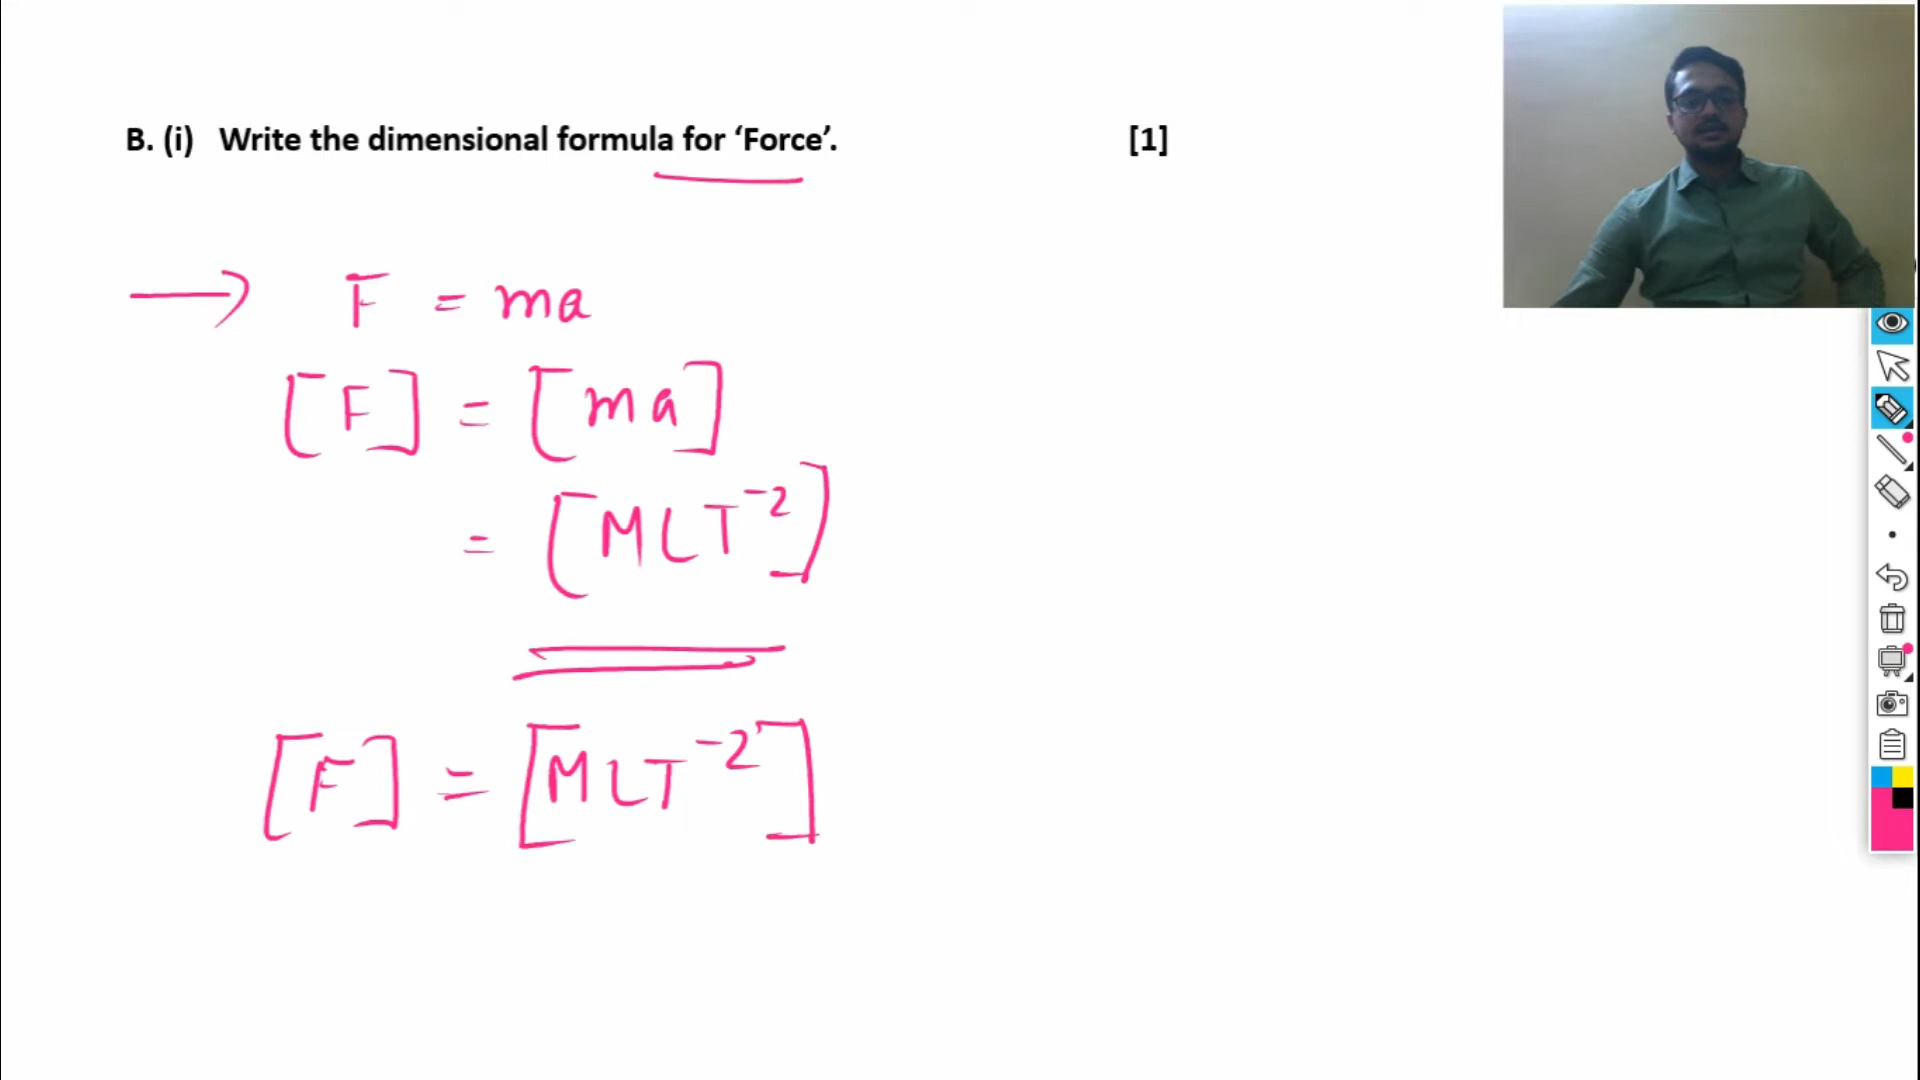 B. (i) Write the dimensional formula for ‘Force’. [1]
→ F = ma
[F] = [ma]
= [MLT⁻²]
[F] = [MLT⁻²]